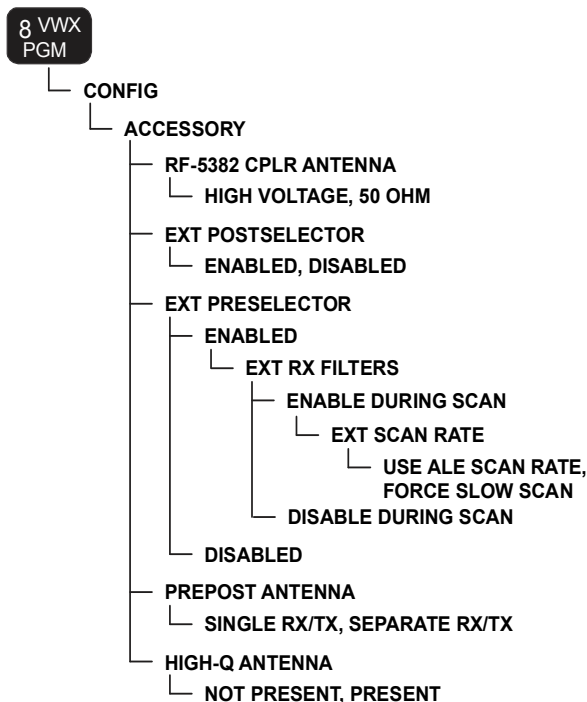 8 VWX
PGM
CONFIG
ACCESSORY
RF-5382 CPLR ANTENNA
HIGH VOLTAGE, 50 OHM
EXT POSTSELECTOR
ENABLED, DISABLED
EXT PRESELECTOR
ENABLED
EXT RX FILTERS
ENABLE DURING SCAN
EXT SCAN RATE
USE ALE SCAN RATE,
FORCE SLOW SCAN
DISABLE DURING SCAN
DISABLED
PREPOST ANTENNA
SINGLE RX/TX, SEPARATE RX/TX
HIGH-Q ANTENNA
NOT PRESENT, PRESENT